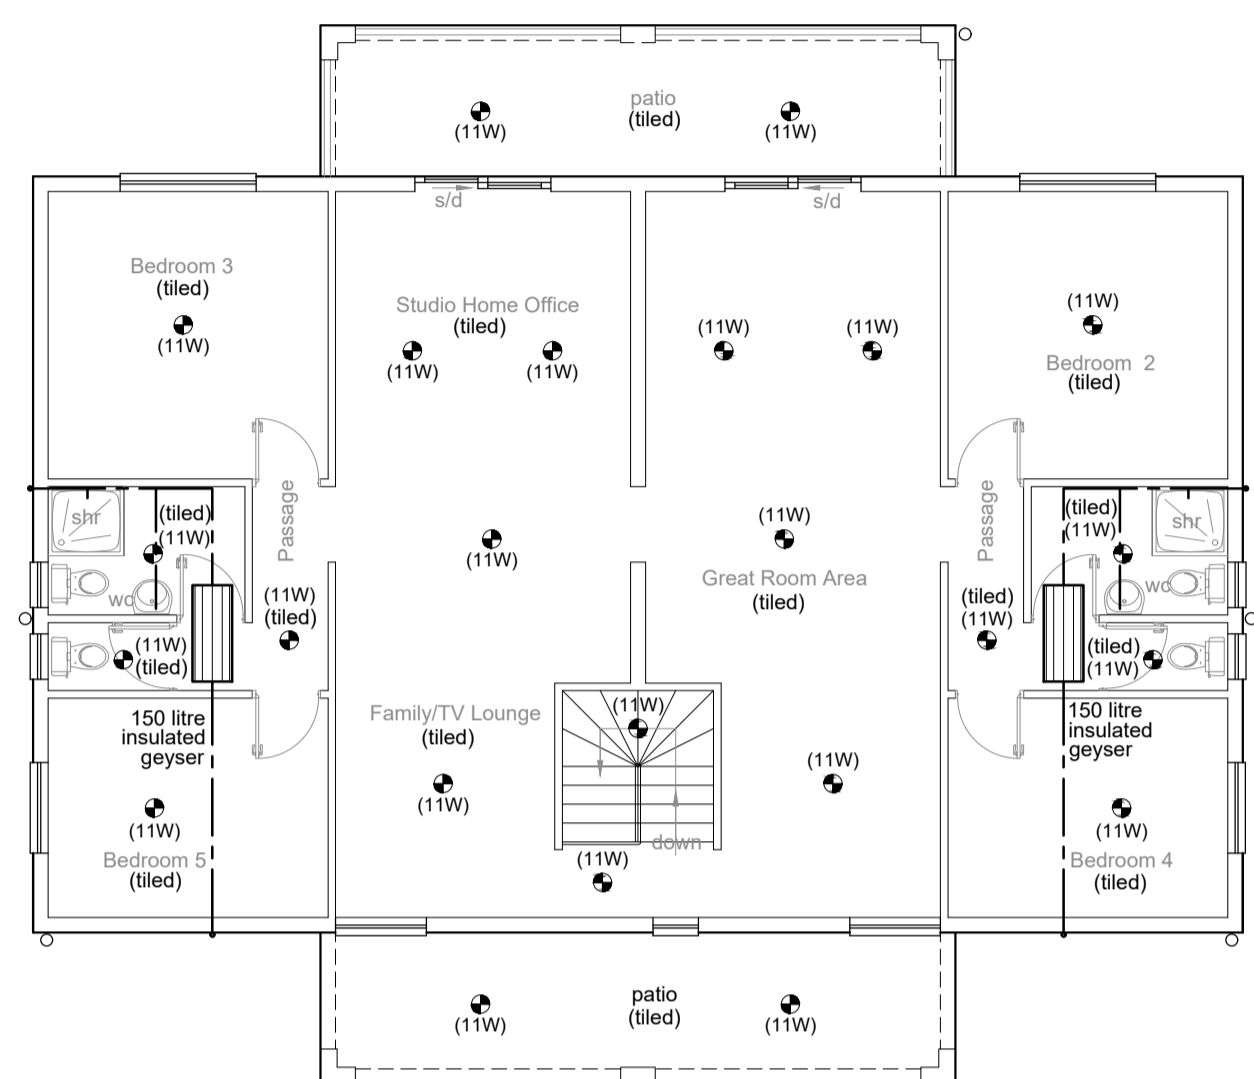 patio
(tiled)
(11W)
(11W)
s/d
s/d
Bedroom 3
(tiled)
(11W)
Studio Home Office
(tiled)
(11W)
(11W)
(11W)
(11W)
(11W)
Bedroom 2
(tiled)
shr
(tiled)
(11W)
wc
Passage
(11W)
(tiled)
(11W)
(tiled)
(11W)
(11W)
Great Room Area
(tiled)
Passage
(tiled)
(11W)
(tiled)
(11W)
shr
wc
(tiled)
(11W)
150 litre
insulated
geyser
Family/TV Lounge
(tiled)
(11W)
(11W)
(11W)
down
(11W)
150 litre
insulated
geyser
(11W)
Bedroom 5
(tiled)
(11W)
Bedroom 4
(tiled)
patio
(tiled)
(11W)
(11W)